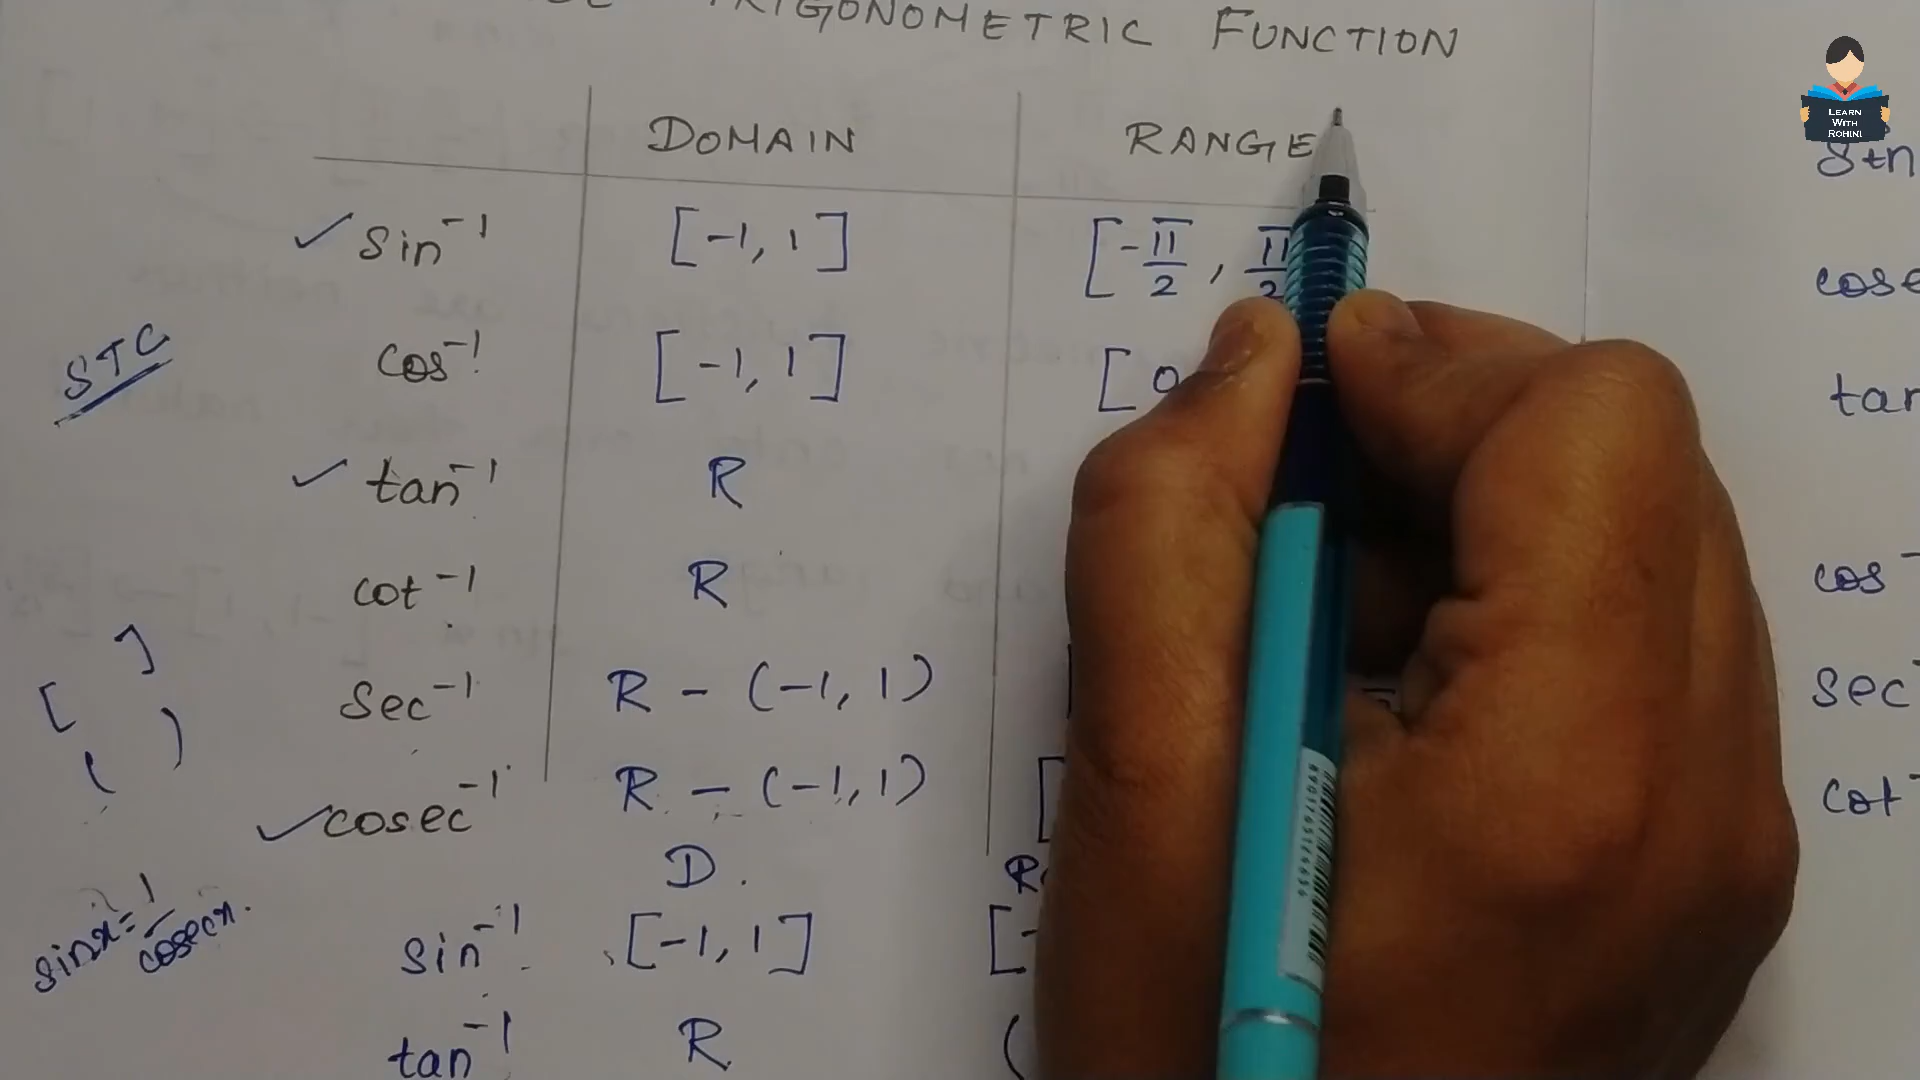 TRIGONOMETRIC FUNCTION
DOMAIN RANGE
✓ sin⁻¹ [-1, 1] [-π/2, π/2
cos⁻¹ [-1, 1] [0
✓ tan⁻¹ R
cot⁻¹ R
sec⁻¹ R - (-1, 1)
✓ cosec⁻¹ R - (-1, 1)
D.
sin⁻¹ [-1, 1] [-
tan⁻¹ R (
STC
[ ]
( )
sinx = 1/cosecx.
sin
cose
tan
cos⁻
sec⁻
cot⁻
LEARN
WITH
ROHINI